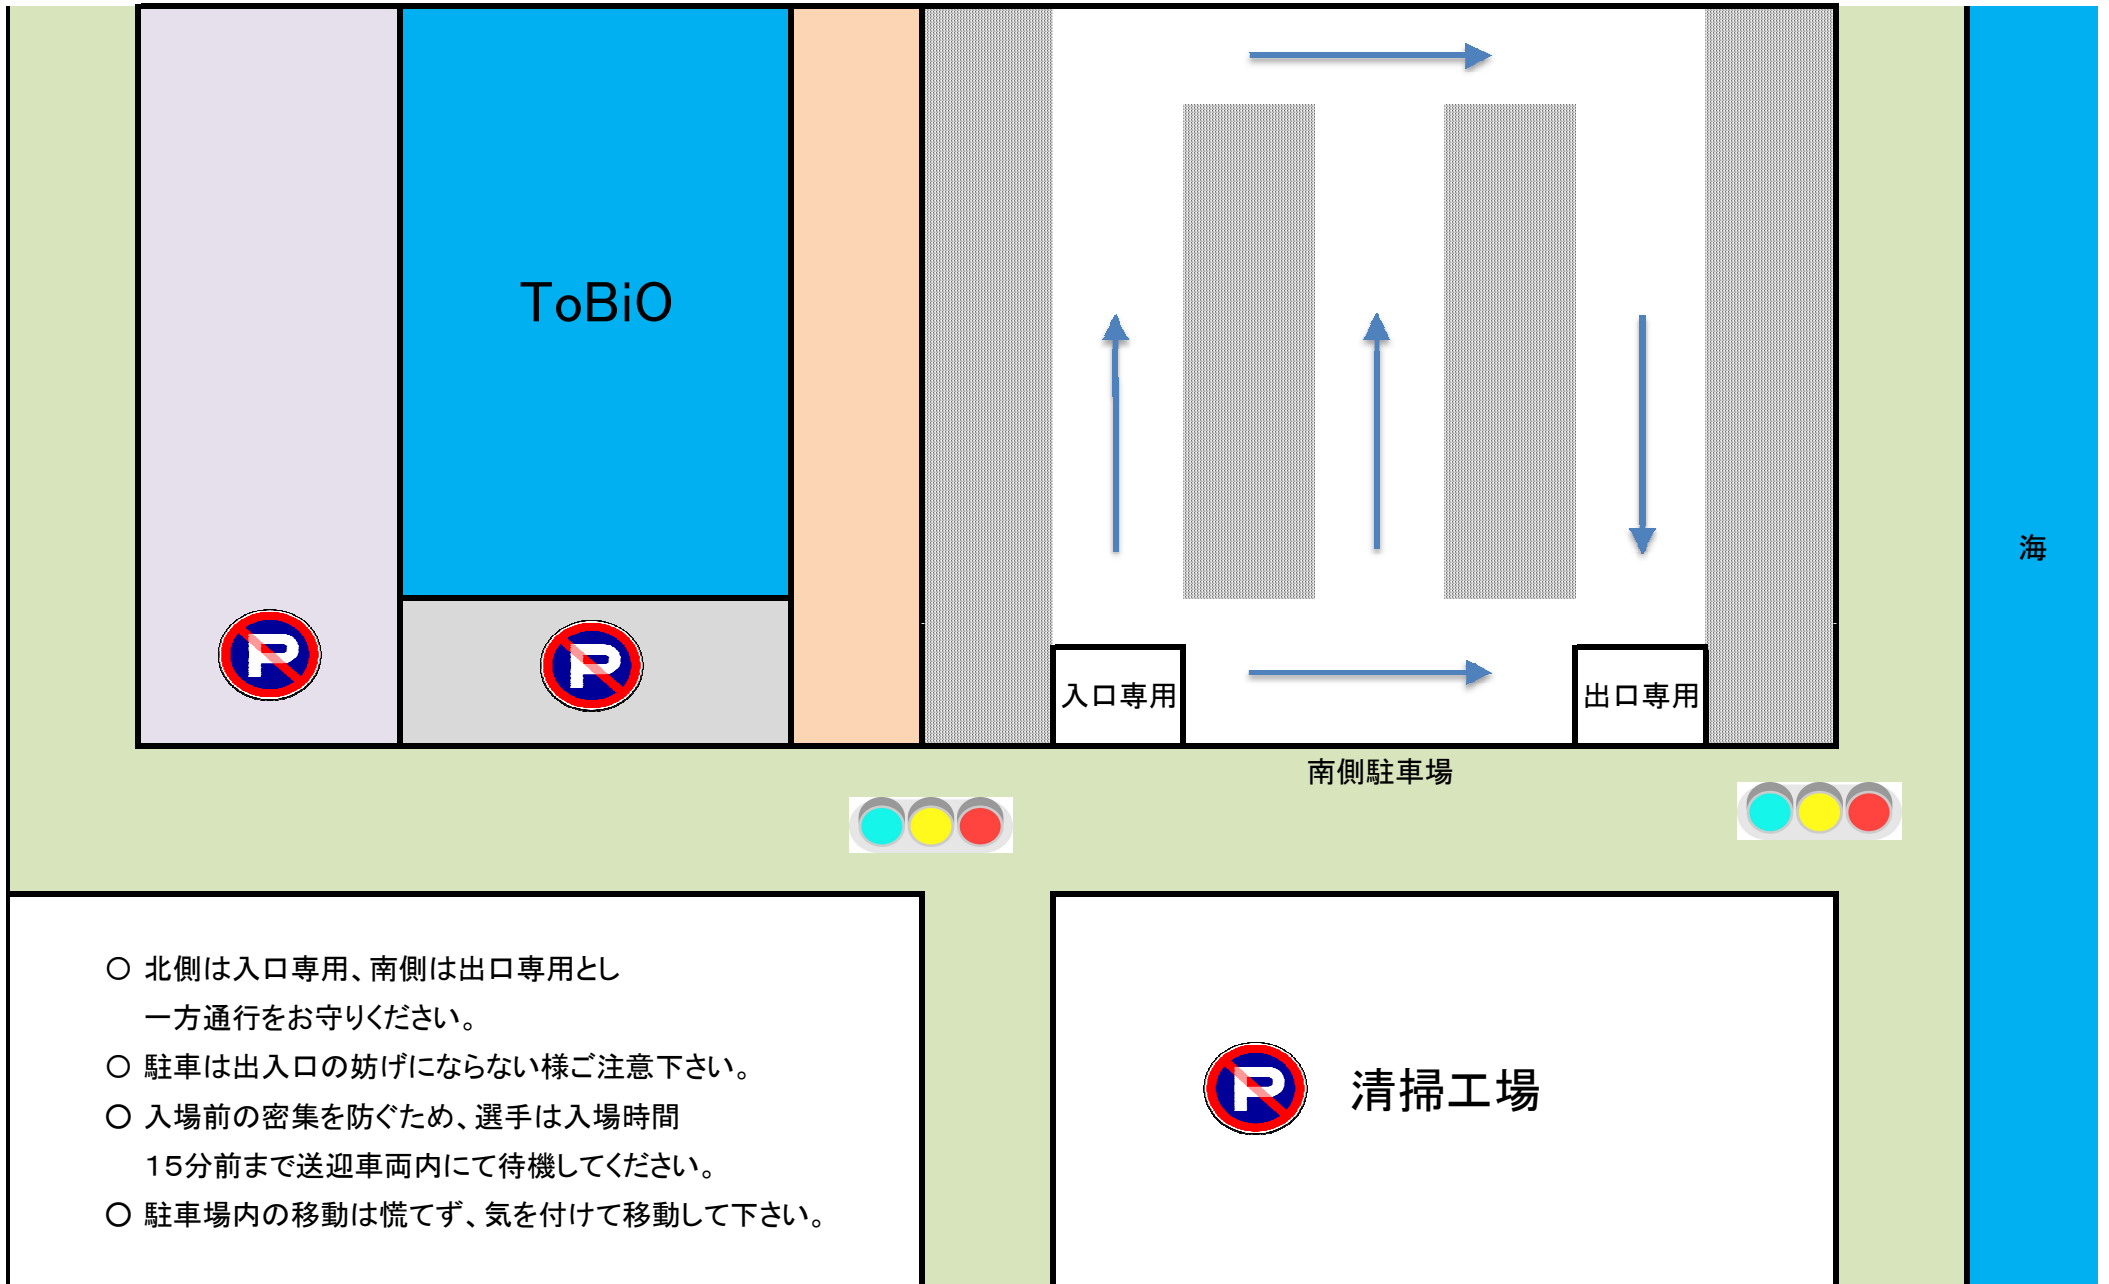 ToBiO
海
入口専用
出口専用
南側駐車場
○ 北側は入口専用、南側は出口専用とし
一方通行をお守りください。
○ 駐車は出入口の妨げにならない様ご注意下さい。
○ 入場前の密集を防ぐため、選手は入場時間
15分前まで送迎車両内にて待機してください。
○ 駐車場内の移動は慌てず、気を付けて移動して下さい。
清掃工場